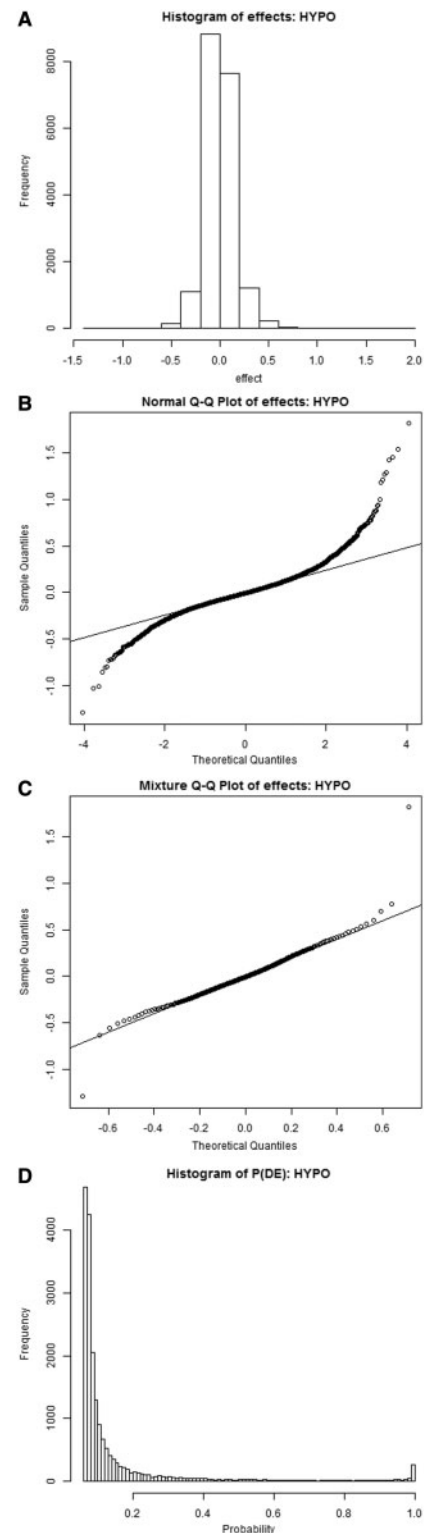 A
Histogram of effects: HYPO
8000
6000
4000
2000
0
Frequency
-1.5 -1.0 -0.5 0.0 0.5 1.0 1.5 2.0
effect
B
Normal Q-Q Plot of effects: HYPO
1.5
1.0
0.5
0.0
-0.5
-1.0
Sample Quantiles
-4 -2 0 2 4
Theoretical Quantiles
C
Mixture Q-Q Plot of effects: HYPO
1.5
1.0
0.5
0.0
-0.5
-1.0
Sample Quantiles
-0.6 -0.4 -0.2 0.0 0.2 0.4 0.6
Theoretical Quantiles
D
Histogram of P(DE): HYPO
4000
3000
2000
1000
0
Frequency
0.2 0.4 0.6 0.8 1.0
Probability